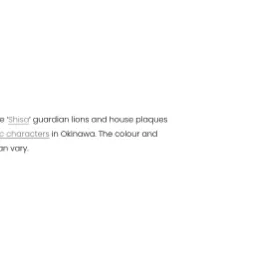 e 'Shisa' guardian lions and house plaques
c characters in Okinawa. The colour and
an vary.